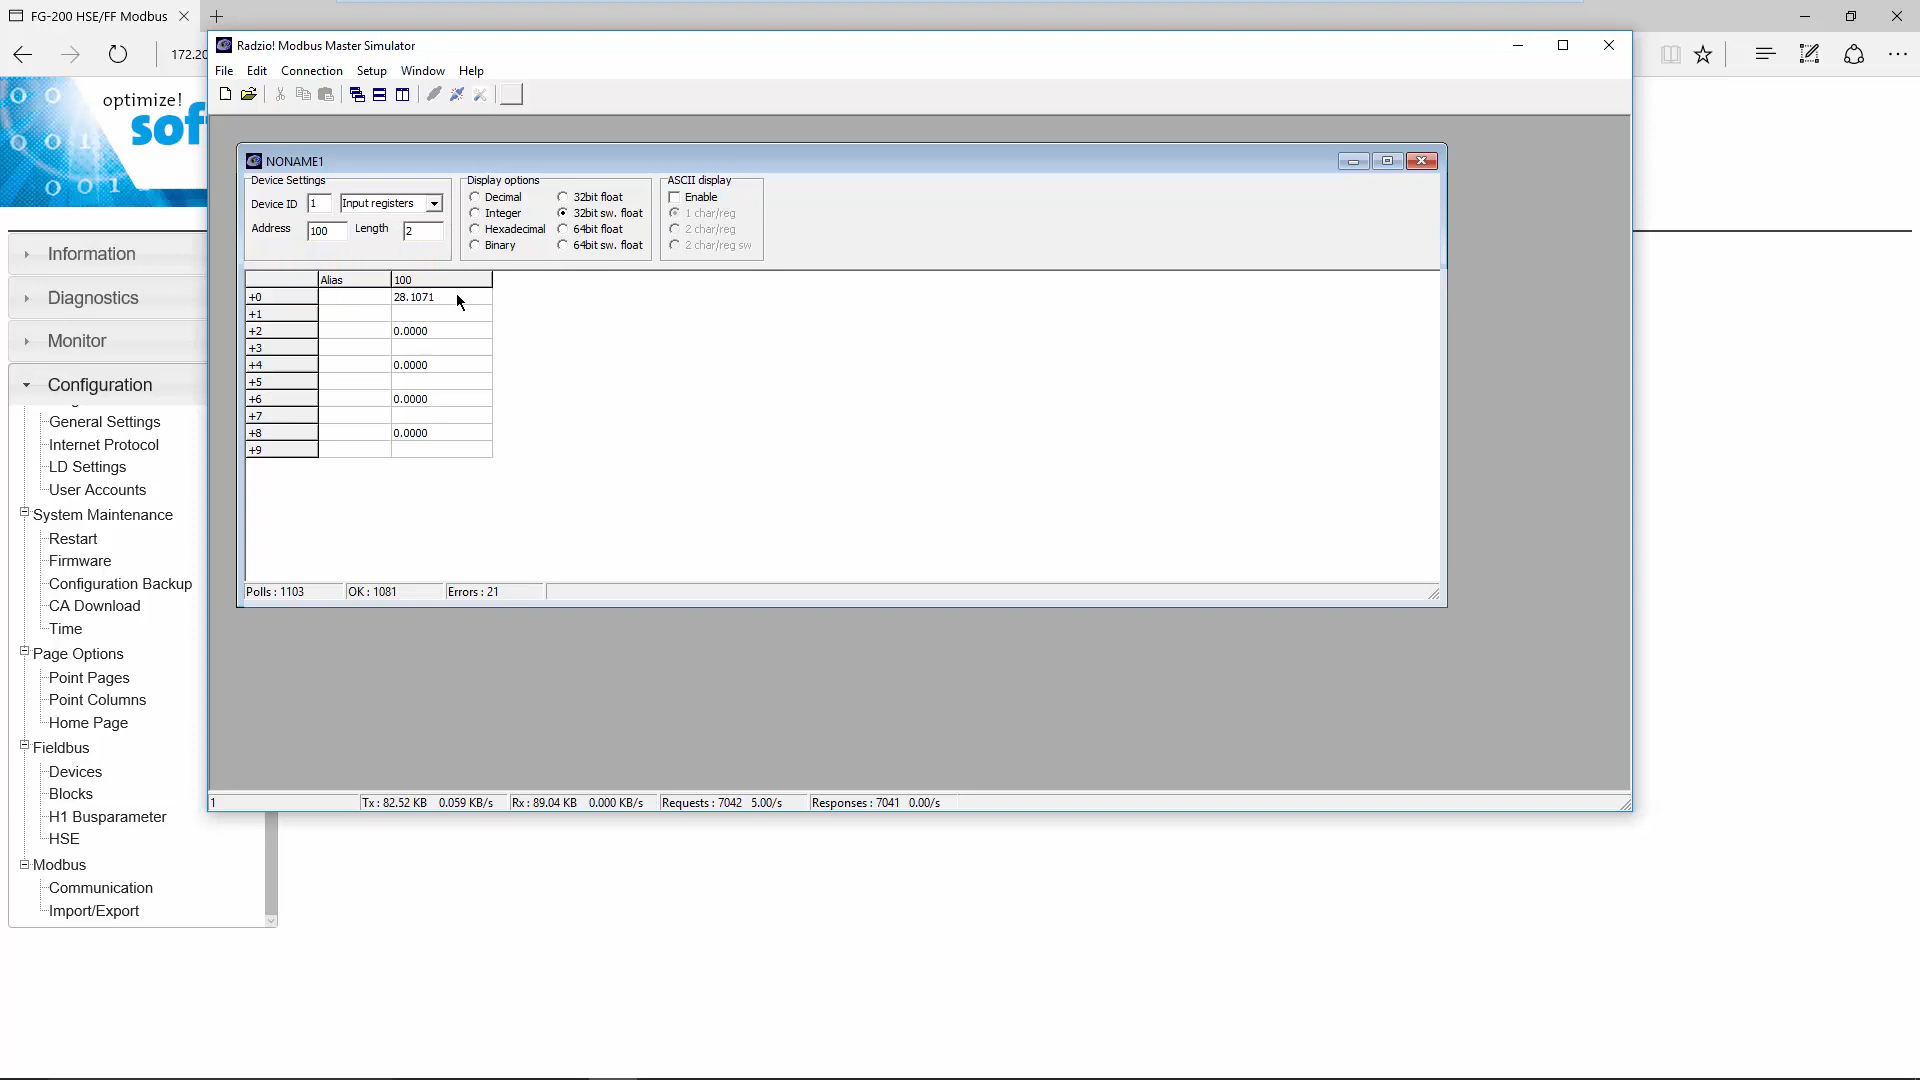 FG-200 HSE/FF Modbus
172.20
optimize!
sof
Radzio! Modbus Master Simulator
File Edit Connection Setup Window Help
NONAME1
Device Settings
Device ID 1 Input registers
Address 100 Length 2
Display options
Decimal 32bit float
Integer 32bit sw. float
Hexadecimal 64bit float
Binary 64bit sw. float
ASCII display
Enable
1 char/reg
2 char/reg
2 char/reg sw
Alias 100
+0 28.1071
+1
+2 0.0000
+3
+4 0.0000
+5
+6 0.0000
+7
+8 0.0000
+9
Polls : 1103 OK : 1081 Errors : 21
1 Tx : 82.52 KB 0.059 KB/s Rx : 89.04 KB 0.000 KB/s Requests : 7042 5.00/s Responses : 7041 0.00/s
Information
Diagnostics
Monitor
Configuration
General Settings
Internet Protocol
LD Settings
User Accounts
System Maintenance
Restart
Firmware
Configuration Backup
CA Download
Time
Page Options
Point Pages
Point Columns
Home Page
Fieldbus
Devices
Blocks
H1 Busparameter
HSE
Modbus
Communication
Import/Export